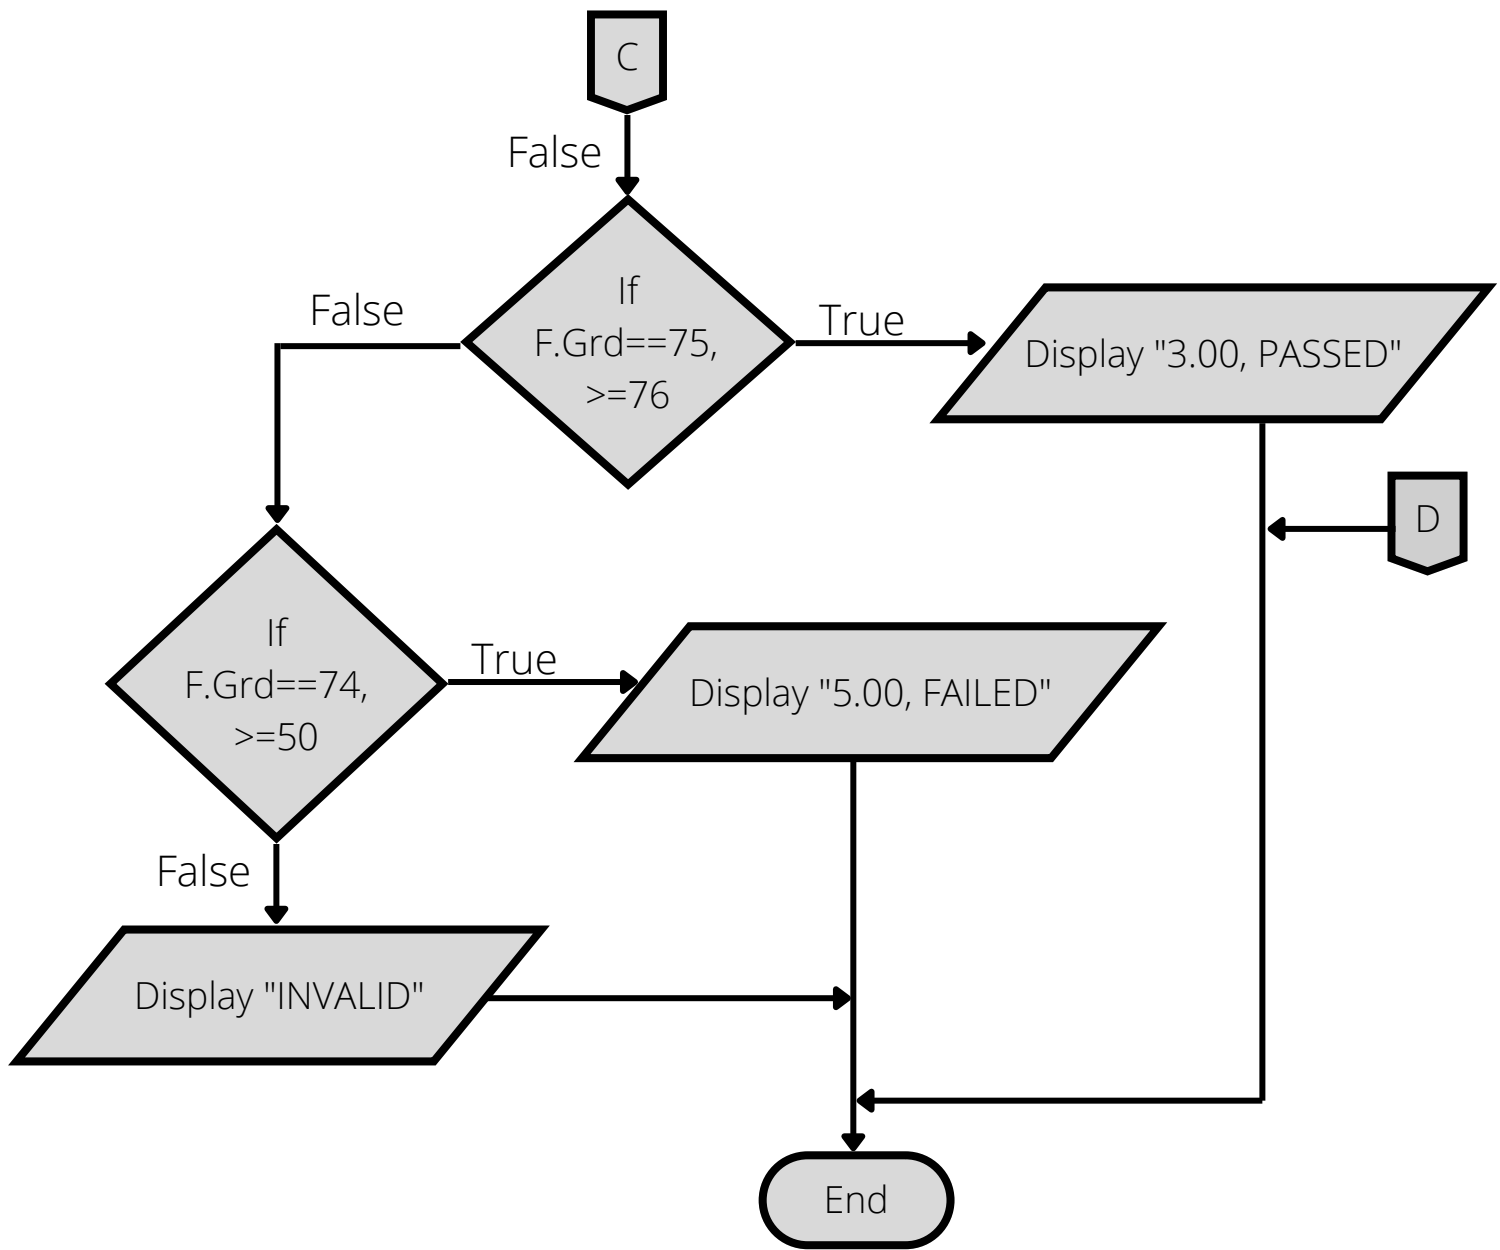 C
False
If
F.Grd==75,
>=76
False
True
Display "3.00, PASSED"
D
If
F.Grd==74,
>=50
True
Display "5.00, FAILED"
False
Display "INVALID"
End